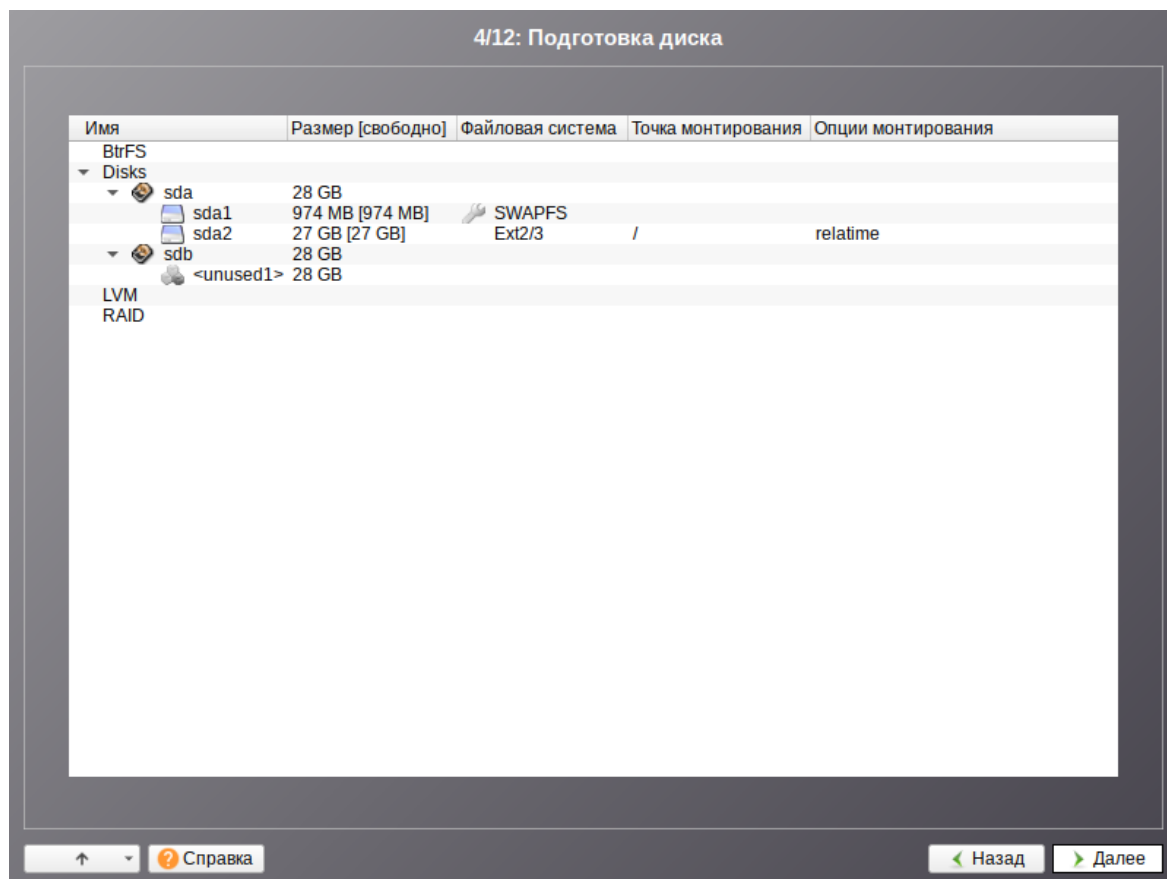 4/12: Подготовка диска
Имя Размер [свободно] Файловая система Точка монтирования Опции монтирования
BtrFS
Disks
sda 28 GB
sda1 974 MB [974 MB] SWAPFS
sda2 27 GB [27 GB] Ext2/3 / relatime
sdb 28 GB
<unused1> 28 GB
LVM
RAID
Справка Назад Далее